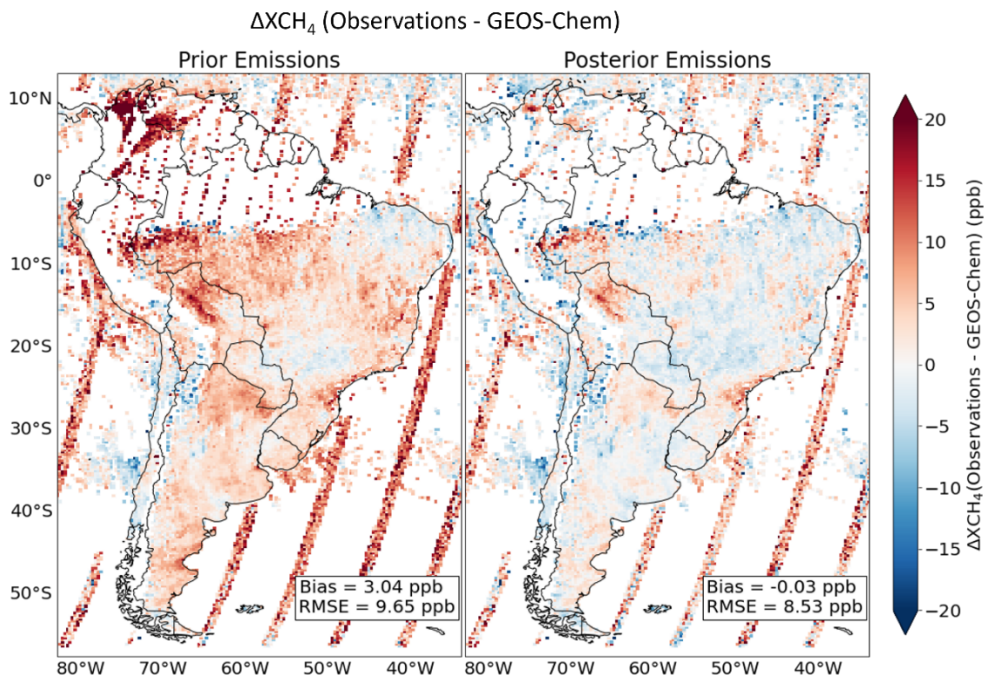 ΔXCH₄ (Observations - GEOS-Chem)
Prior Emissions
Posterior Emissions
10°N
0°
10°S
20°S
30°S
40°S
50°S
80°W 70°W 60°W 50°W 40°W
80°W 70°W 60°W 50°W 40°W
Bias = 3.04 ppb
RMSE = 9.65 ppb
Bias = -0.03 ppb
RMSE = 8.53 ppb
20
15
10
5
0
−5
−10
−15
−20
ΔXCH₄(Observations - GEOS-Chem) (ppb)